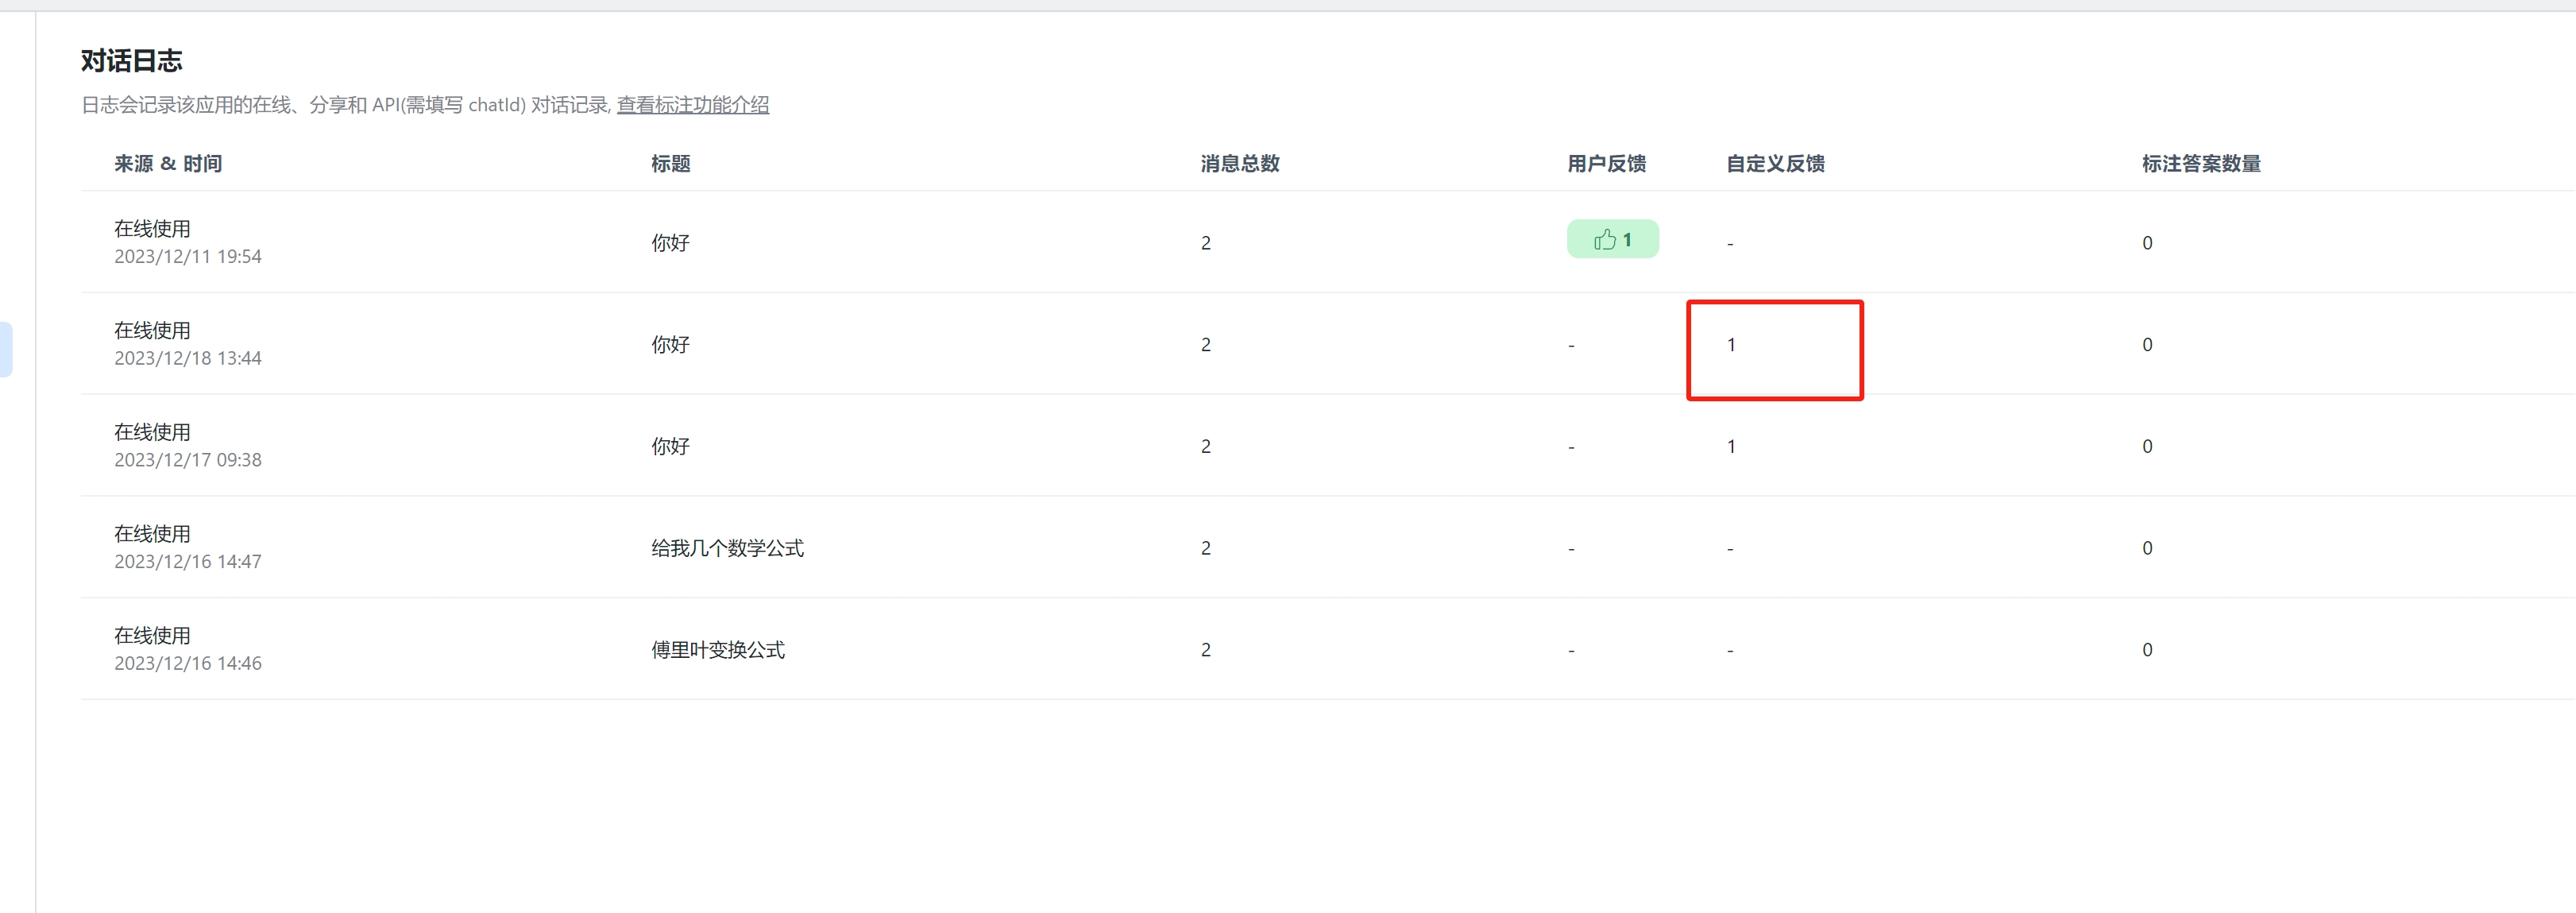 对话日志
日志会记录该应用的在线、分享和 API(需填写 chatId) 对话记录, 查看标注功能介绍
来源 & 时间 标题 消息总数 用户反馈 自定义反馈 标注答案数量
在线使用
2023/12/11 19:54
你好 2 1 - 0
在线使用
2023/12/18 13:44
你好 2 - 1 0
在线使用
2023/12/17 09:38
你好 2 - 1 0
在线使用
2023/12/16 14:47
给我几个数学公式 2 - - 0
在线使用
2023/12/16 14:46
傅里叶变换公式 2 - - 0